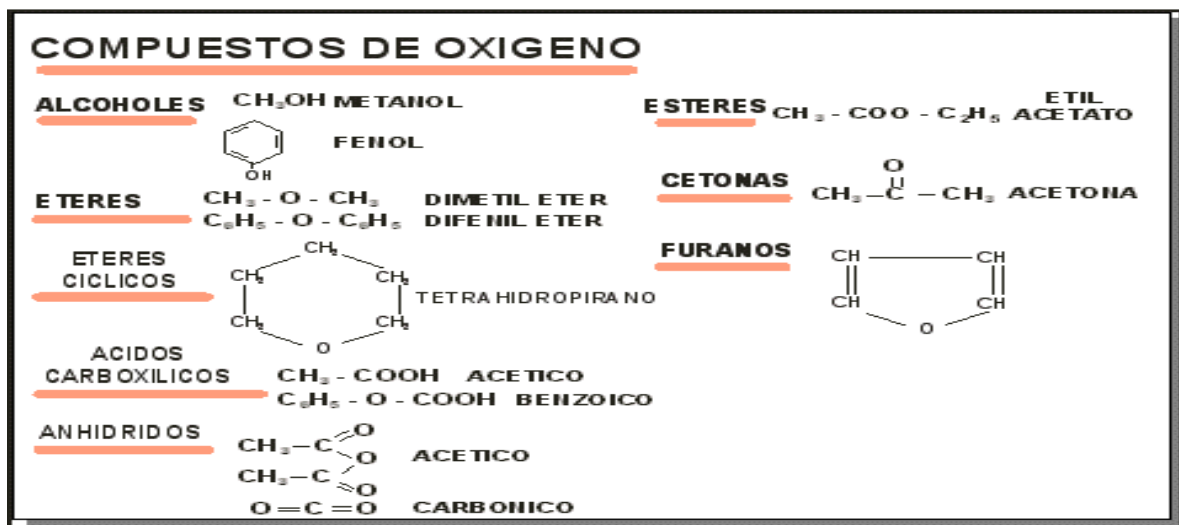 COMPUESTOS DE OXIGENO
ALCOHOLES CH₃OH METANOL
FENOL
OH
ETERES CH₃ - O - CH₃ DIMETIL ETER
C₆H₅ - O - C₆H₅ DIFENIL ETER
ETERES
CICLICOS
CH₂
CH₂ CH₂
TETRAHIDROPIRANO
CH₂ CH₂
O
ACIDOS
CARBOXILICOS
CH₃ - COOH ACETICO
C₆H₅ - O - COOH BENZOICO
ANHIDRIDOS
CH₃-C=O
O ACETICO
CH₃-C=O
O=C=O CARBONICO
ESTERES CH₃ - COO - C₂H₅ ETIL
ACETATO
CETONAS
O
CH₃-C-CH₃ ACETONA
FURANOS
CH CH
CH CH
O